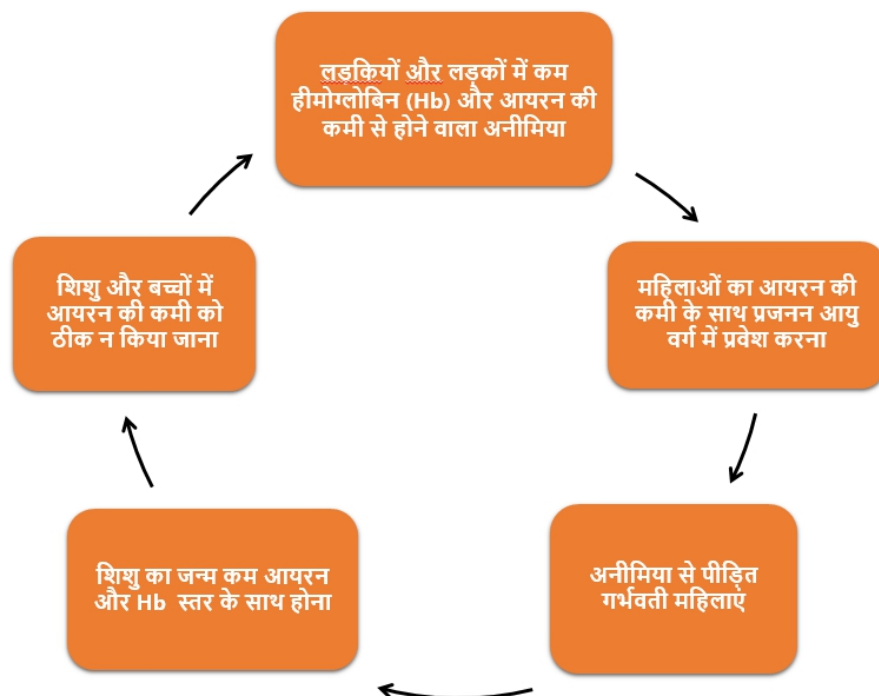 लड़कियों और लड़कों में कम
हीमोग्लोबिन (Hb) और आयरन की
कमी से होने वाला अनीमिया
महिलाओं का आयरन की
कमी के साथ प्रजनन आयु
वर्ग में प्रवेश करना
अनीमिया से पीड़ित
गर्भवती महिलाएं
शिशु का जन्म कम आयरन
और Hb स्तर के साथ होना
शिशु और बच्चों में
आयरन की कमी को
ठीक न किया जाना